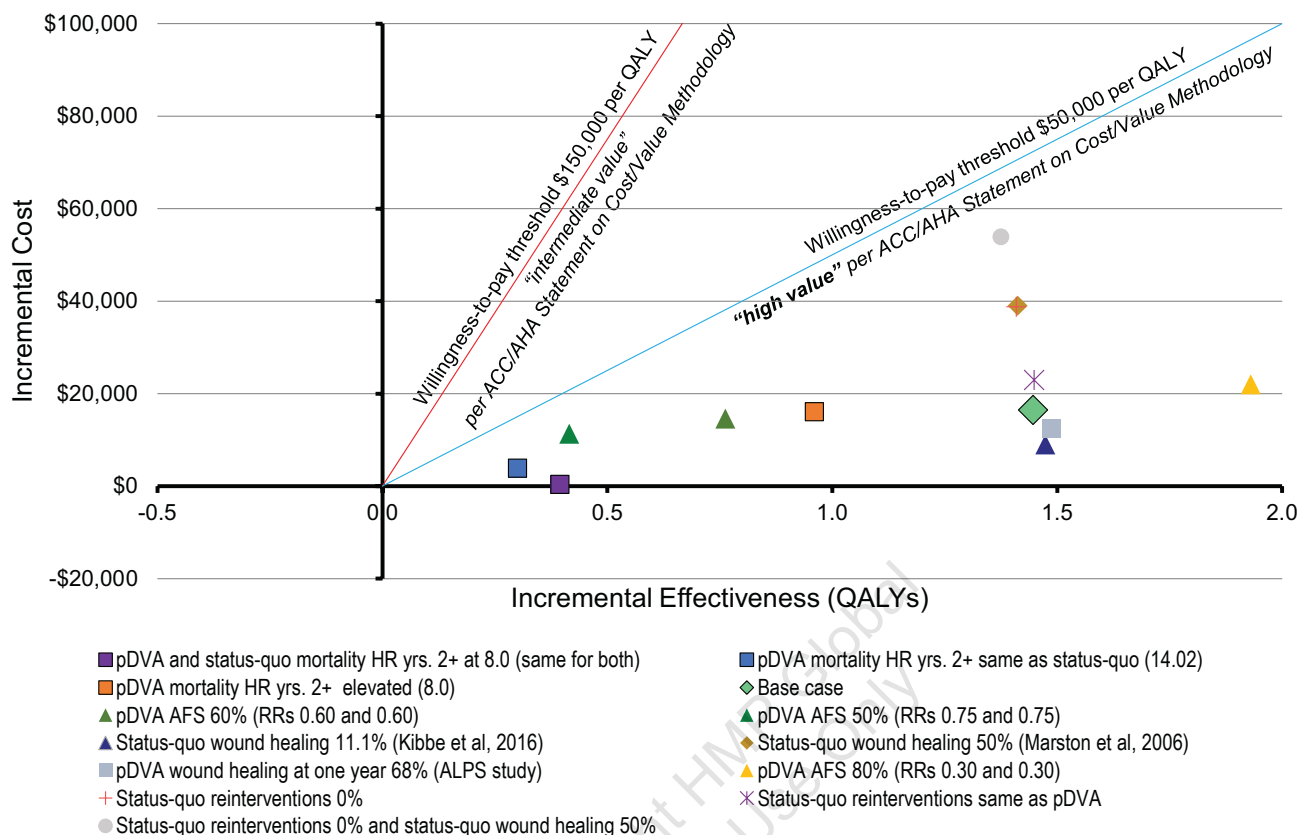 $100,000
$80,000
$60,000
$40,000
$20,000
$0
-$20,000
Incremental Cost
Willingness-to-pay threshold $150,000 per QALY
“intermediate value”
per ACC/AHA Statement on Cost/Value Methodology
Willingness-to-pay threshold $50,000 per QALY
“high value” per ACC/AHA Statement on Cost/Value Methodology
-0.5 0.0 0.5 1.0 1.5 2.0
Incremental Effectiveness (QALYs)
pDVA and status-quo mortality HR yrs. 2+ at 8.0 (same for both)
pDVA mortality HR yrs. 2+ same as status-quo (14.02)
pDVA mortality HR yrs. 2+ elevated (8.0)
Base case
pDVA AFS 60% (RRs 0.60 and 0.60)
pDVA AFS 50% (RRs 0.75 and 0.75)
Status-quo wound healing 11.1% (Kibbe et al, 2016)
Status-quo wound healing 50% (Marston et al, 2006)
pDVA wound healing at one year 68% (ALPS study)
pDVA AFS 80% (RRs 0.30 and 0.30)
Status-quo reinterventions 0%
Status-quo reinterventions same as pDVA
Status-quo reinterventions 0% and status-quo wound healing 50%
HMP Global
Use Only